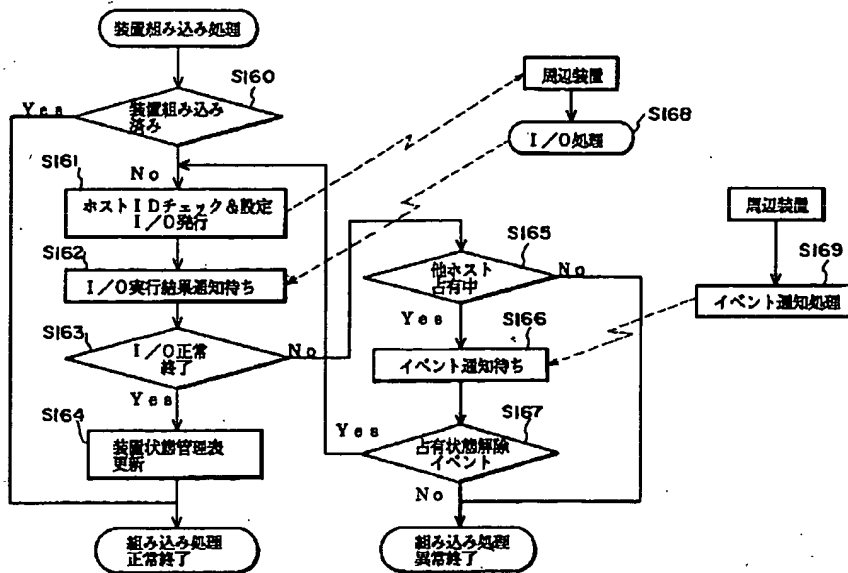 装置組み込み処理
S160
Yes
装置組み込み
済み
No
S161
ホストIDチェック&設定
I/O発行
S162
I/O実行結果通知待ち
S163
I/O正常
終了
No
Yes
S164
装置状態管理表
更新
組み込み処理
正常終了
周辺装置
S168
I/O処理
S165
他ホスト
占有中
No
Yes
S166
イベント通知待ち
S167
Yes
占有状態解除
イベント
No
組み込み処理
異常終了
周辺装置
S169
イベント通知処理